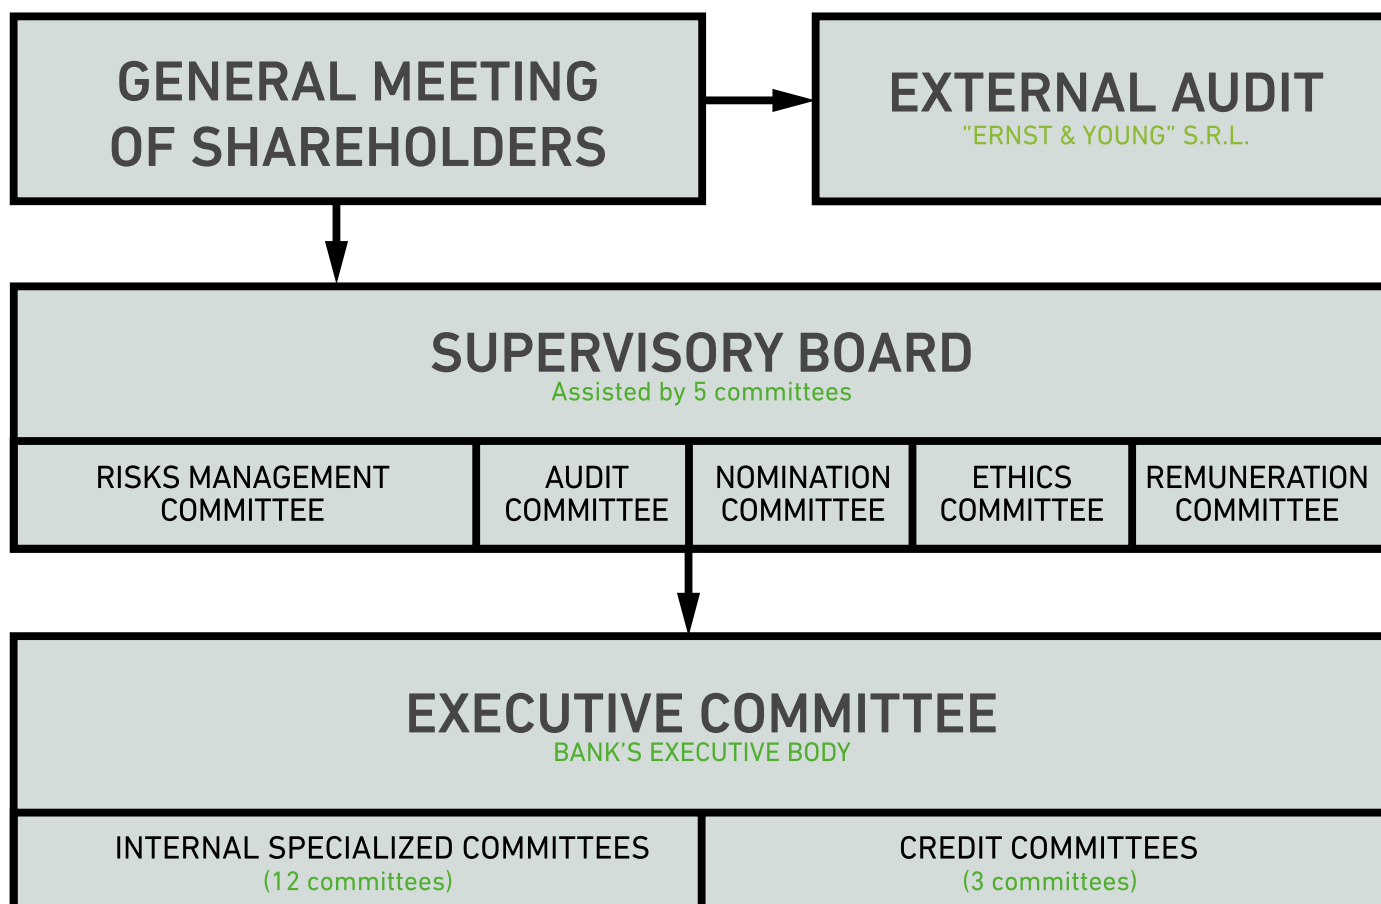 GENERAL MEETING
OF SHAREHOLDERS
EXTERNAL AUDIT
"ERNST & YOUNG" S.R.L.
SUPERVISORY BOARD
Assisted by 5 committees
RISKS MANAGEMENT
COMMITTEE
AUDIT
COMMITTEE
NOMINATION
COMMITTEE
ETHICS
COMMITTEE
REMUNERATION
COMMITTEE
EXECUTIVE COMMITTEE
BANK'S EXECUTIVE BODY
INTERNAL SPECIALIZED COMMITTEES
(12 committees)
CREDIT COMMITTEES
(3 committees)